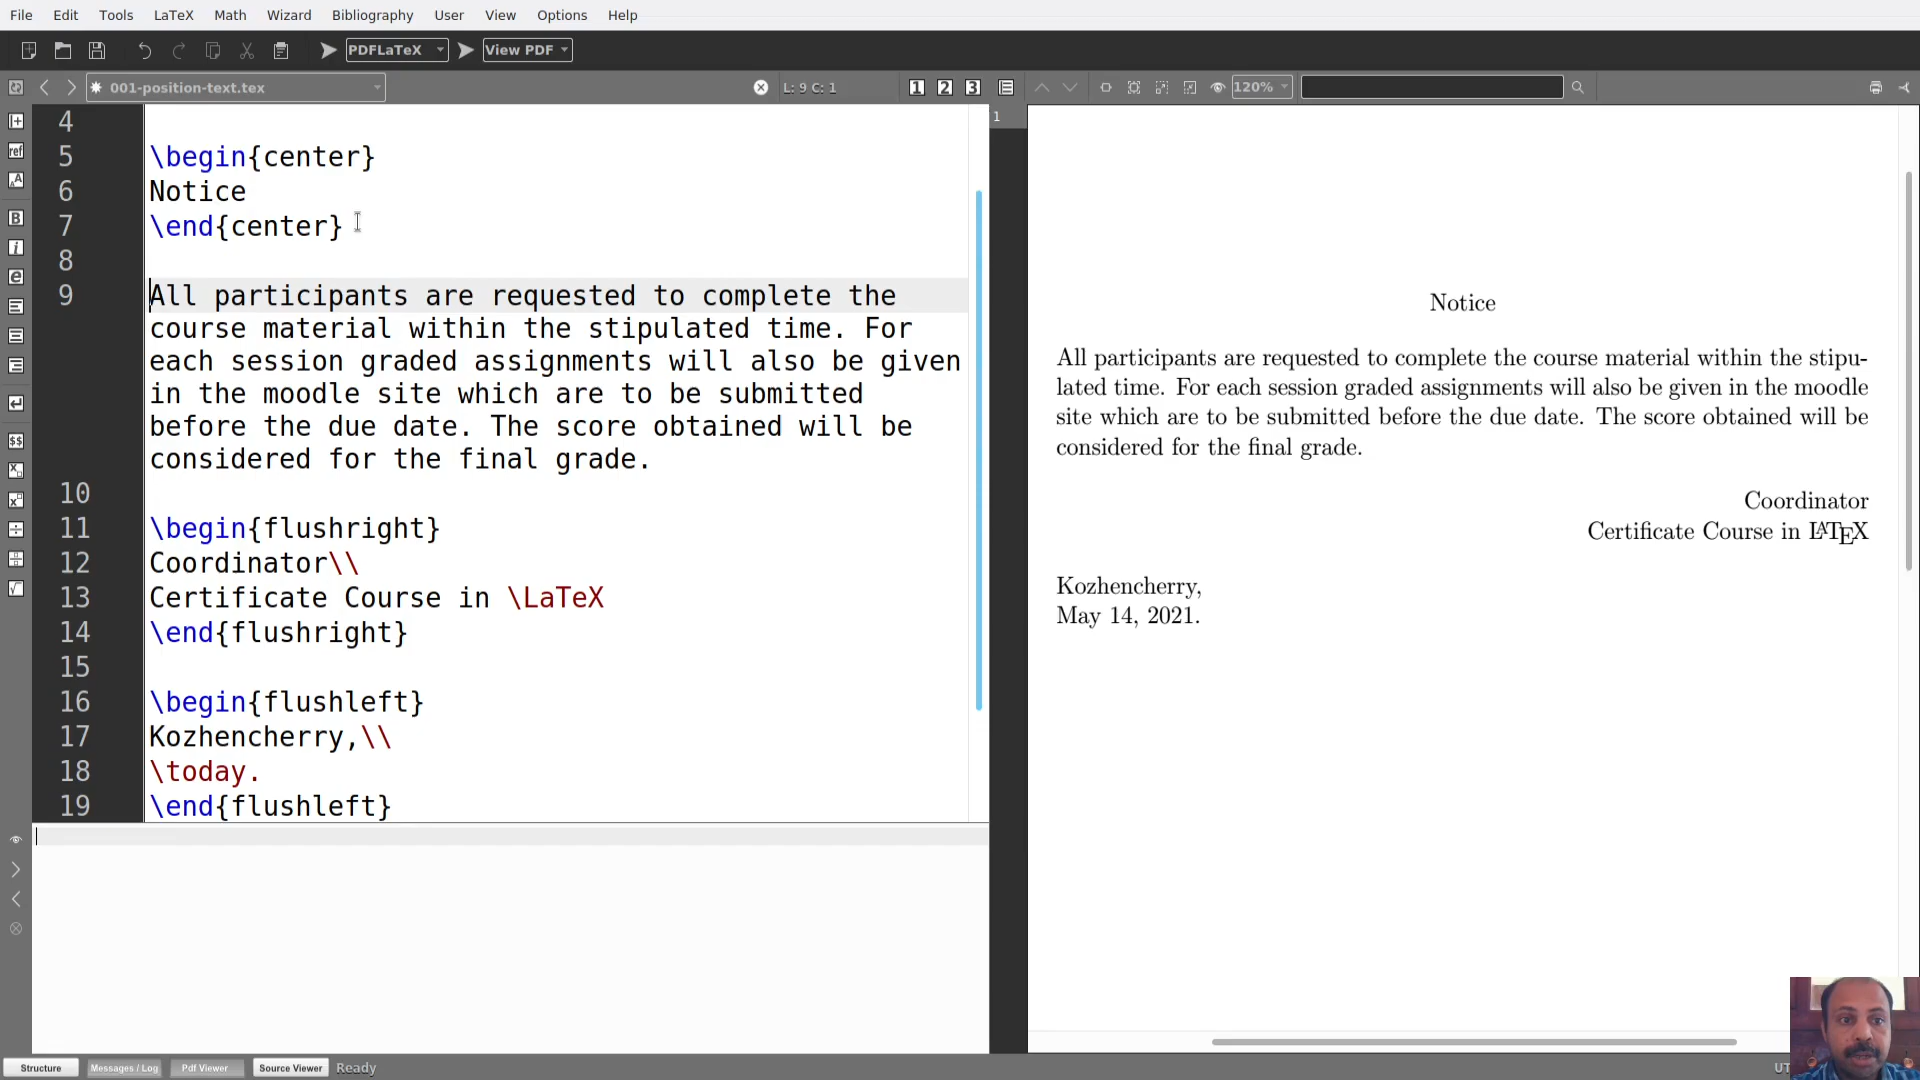 File Edit Tools LaTeX Math Wizard Bibliography User View Options Help
PDFLaTeX View PDF
001-position-text.tex L: 9 C: 1 1 2 3 120%
4
5 \begin{center}
6 Notice
7 \end{center}
8
9 All participants are requested to complete the
course material within the stipulated time. For
each session graded assignments will also be given
in the moodle site which are to be submitted
before the due date. The score obtained will be
considered for the final grade.
10
11 \begin{flushright}
12 Coordinator\\
13 Certificate Course in \LaTeX
14 \end{flushright}
15
16 \begin{flushleft}
17 Kozhencherry,\\
18 \today.
19 \end{flushleft}
1
Notice
All participants are requested to complete the course material within the stipu-
lated time. For each session graded assignments will also be given in the moodle
site which are to be submitted before the due date. The score obtained will be
considered for the final grade.
Coordinator
Certificate Course in LATEX
Kozhencherry,
May 14, 2021.
Structure Messages / Log Pdf Viewer Source Viewer Ready